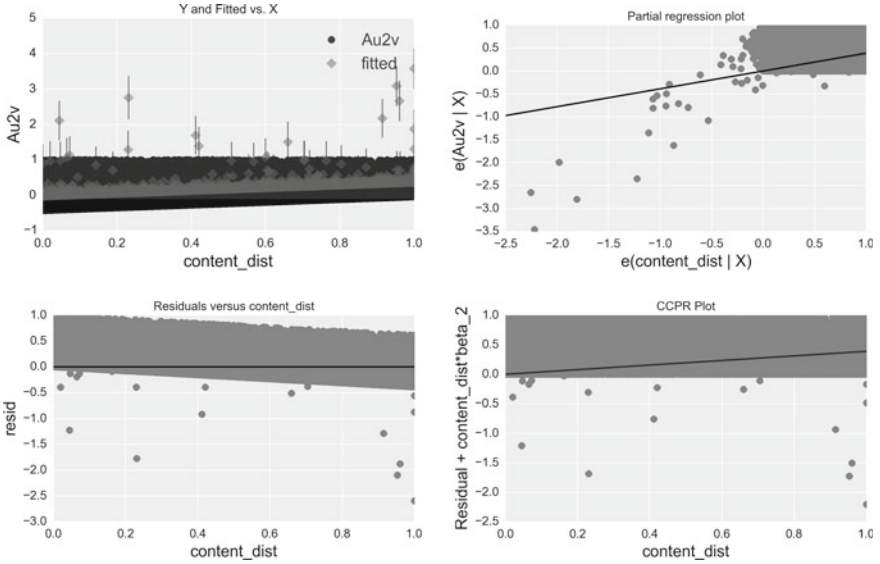 Y and Fitted vs. X
5
4
3
2
1
0
−1
Au2v
Au2v
fitted
0.0 0.2 0.4 0.6 0.8 1.0
content_dist
Partial regression plot
1.0
0.5
0.0
−0.5
−1.0
−1.5
−2.0
−2.5
−3.0
−3.5
e(Au2v | X)
−2.5 −2.0 −1.5 −1.0 −0.5 0.0 0.5 1.0
e(content_dist | X)
Residuals versus content_dist
1.0
0.5
0.0
−0.5
−1.0
−1.5
−2.0
−2.5
−3.0
resid
0.0 0.2 0.4 0.6 0.8 1.0
content_dist
CCPR Plot
1.0
0.5
0.0
−0.5
−1.0
−1.5
−2.0
−2.5
Residual + content_dist*beta_2
0.0 0.2 0.4 0.6 0.8 1.0
content_dist